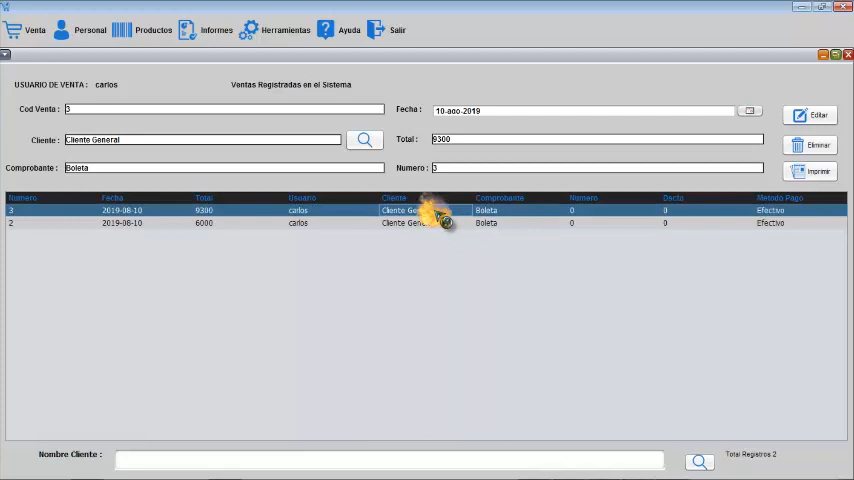 Venta Personal Productos Informes Herramientas Ayuda Salir
USUARIO DE VENTA : carlos Ventas Registradas en el Sistema
Cod Venta : 3 Fecha : 10-ago-2019 Editar
Cliente : Cliente General Total : 9300 Eliminar
Comprobante : Boleta Numero : 3 Imprimir
Numero Fecha Total Usuario Cliente Comprobante Numero Dscto Metodo Pago
3 2019-08-10 9300 carlos Cliente Boleta 0 0 Efectivo
2 2019-08-10 6000 carlos Cliente Boleta 0 0 Efectivo
Nombre Cliente : Total Registros 2